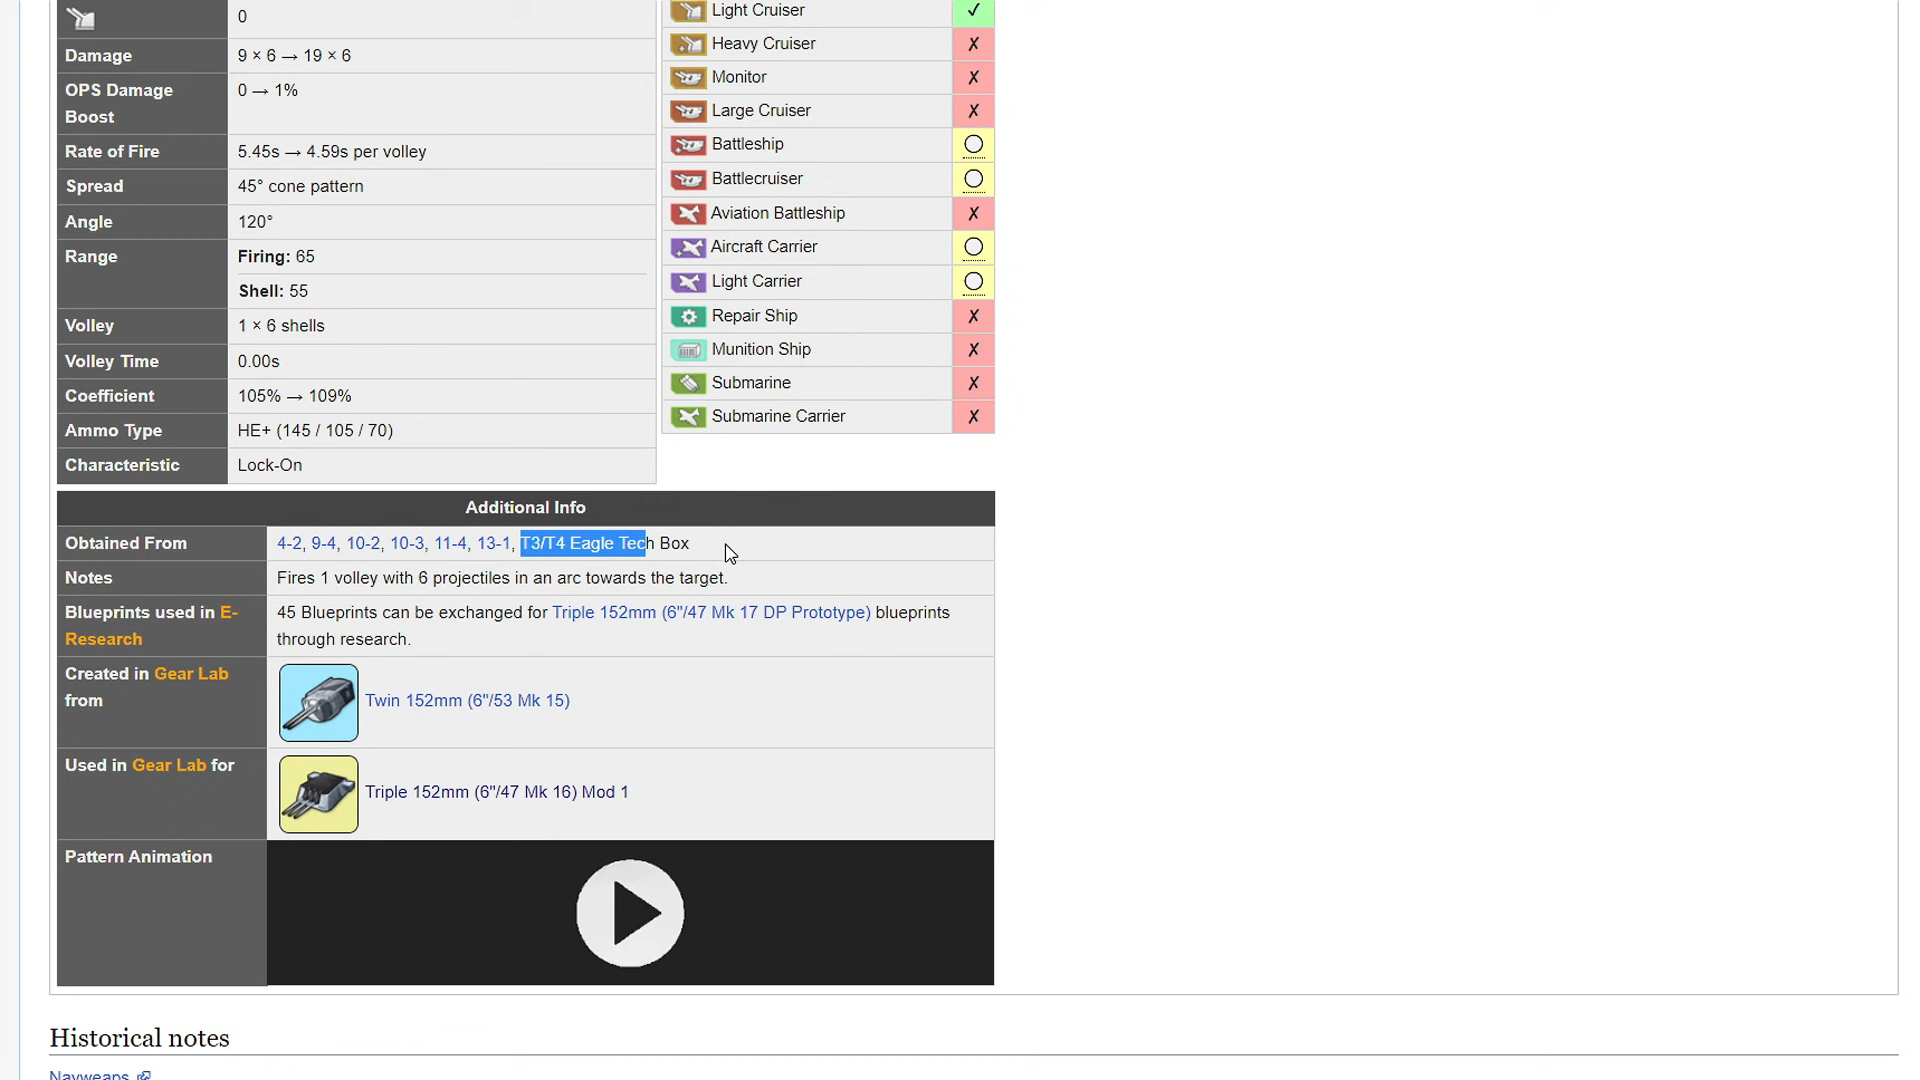 0
Damage
9 × 6 → 19 × 6
OPS Damage
Boost
0 → 1%
Rate of Fire
5.45s → 4.59s per volley
Spread
45° cone pattern
Angle
120°
Range
Firing: 65
Shell: 55
Volley
1 × 6 shells
Volley Time
0.00s
Coefficient
105% → 109%
Ammo Type
HE+ (145 / 105 / 70)
Characteristic
Lock-On
Light Cruiser ✓
Heavy Cruiser ✗
Monitor ✗
Large Cruiser ✗
Battleship ◯
Battlecruiser ◯
Aviation Battleship ✗
Aircraft Carrier ◯
Light Carrier ◯
Repair Ship ✗
Munition Ship ✗
Submarine ✗
Submarine Carrier ✗
Additional Info
Obtained From
4-2, 9-4, 10-2, 10-3, 11-4, 13-1, T3/T4 Eagle Tech Box
Notes
Fires 1 volley with 6 projectiles in an arc towards the target.
Blueprints used in E-
Research
45 Blueprints can be exchanged for Triple 152mm (6"/47 Mk 17 DP Prototype) blueprints
through research.
Created in Gear Lab
from
Twin 152mm (6"/53 Mk 15)
Used in Gear Lab for
Triple 152mm (6"/47 Mk 16) Mod 1
Pattern Animation
Historical notes
Navweaps